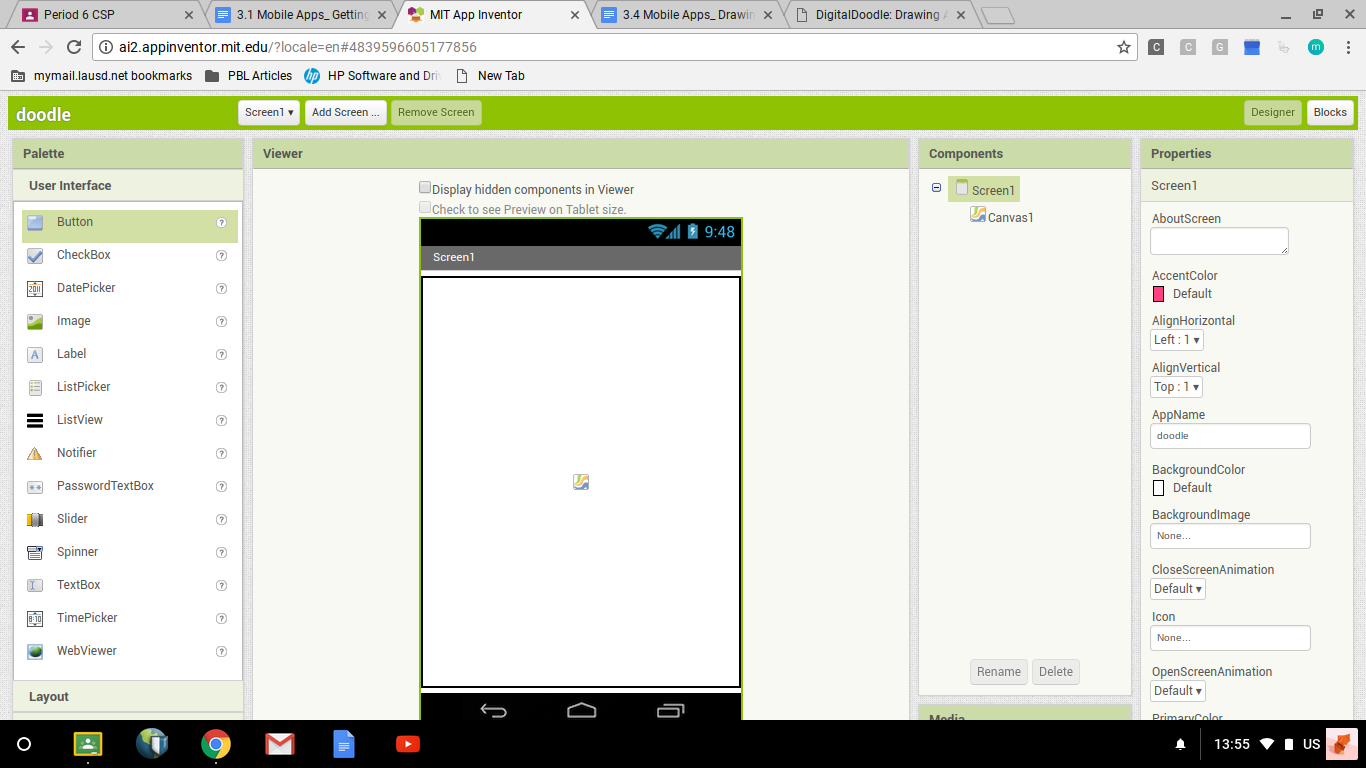 Period 6 CSP
3.1 Mobile Apps_ Getting
MIT App Inventor
3.4 Mobile Apps_ Drawin
DigitalDoodle: Drawing A
ai2.appinventor.mit.edu/?locale=en#4839596605177856
C
C
G
m
mymail.lausd.net bookmarks
PBL Articles
hp
HP Software and Dri
New Tab
doodle
Screen1 ▾
Add Screen ...
Remove Screen
Designer
Blocks
Palette
User Interface
Button ?
CheckBox ?
DatePicker ?
Image ?
Label ?
ListPicker ?
ListView ?
Notifier ?
PasswordTextBox ?
Slider ?
Spinner ?
TextBox ?
TimePicker ?
WebViewer ?
Layout
Viewer
Display hidden components in Viewer
Check to see Preview on Tablet size.
9:48
Screen1
Components
Screen1
Canvas1
Rename
Delete
Media
Properties
Screen1
AboutScreen
AccentColor
Default
AlignHorizontal
Left : 1 ▾
AlignVertical
Top : 1 ▾
AppName
doodle
BackgroundColor
Default
BackgroundImage
None...
CloseScreenAnimation
Default ▾
Icon
None...
OpenScreenAnimation
Default ▾
PrimaryColor
13:55
US